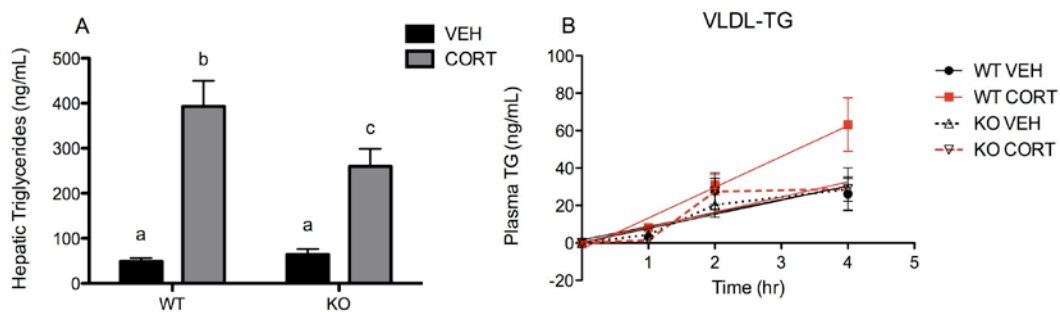 A
VEH
CORT
Hepatic Triglycerides (ng/mL)
500
400
300
200
100
0
a
b
a
c
WT
KO
B
VLDL-TG
Plasma TG (ng/mL)
100
80
60
40
20
0
-20
1
2
3
4
5
Time (hr)
WT VEH
WT CORT
KO VEH
KO CORT